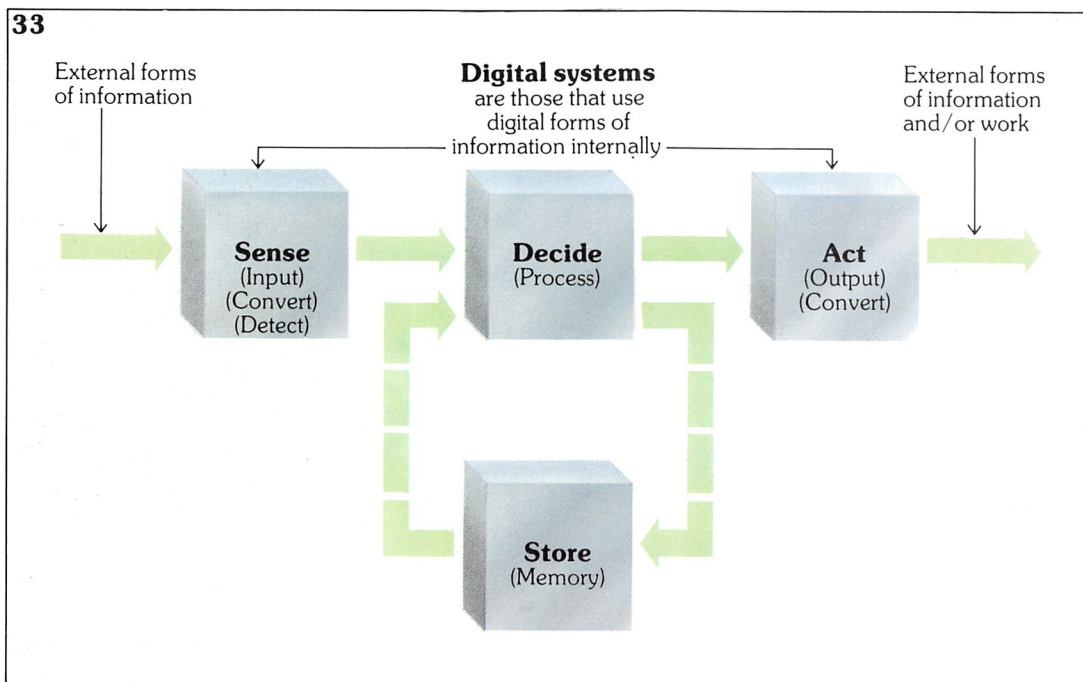 33
External forms
of information
Digital systems
are those that use
digital forms of
information internally
External forms
of information
and/or work
Sense
(Input)
(Convert)
(Detect)
Decide
(Process)
Act
(Output)
(Convert)
Store
(Memory)